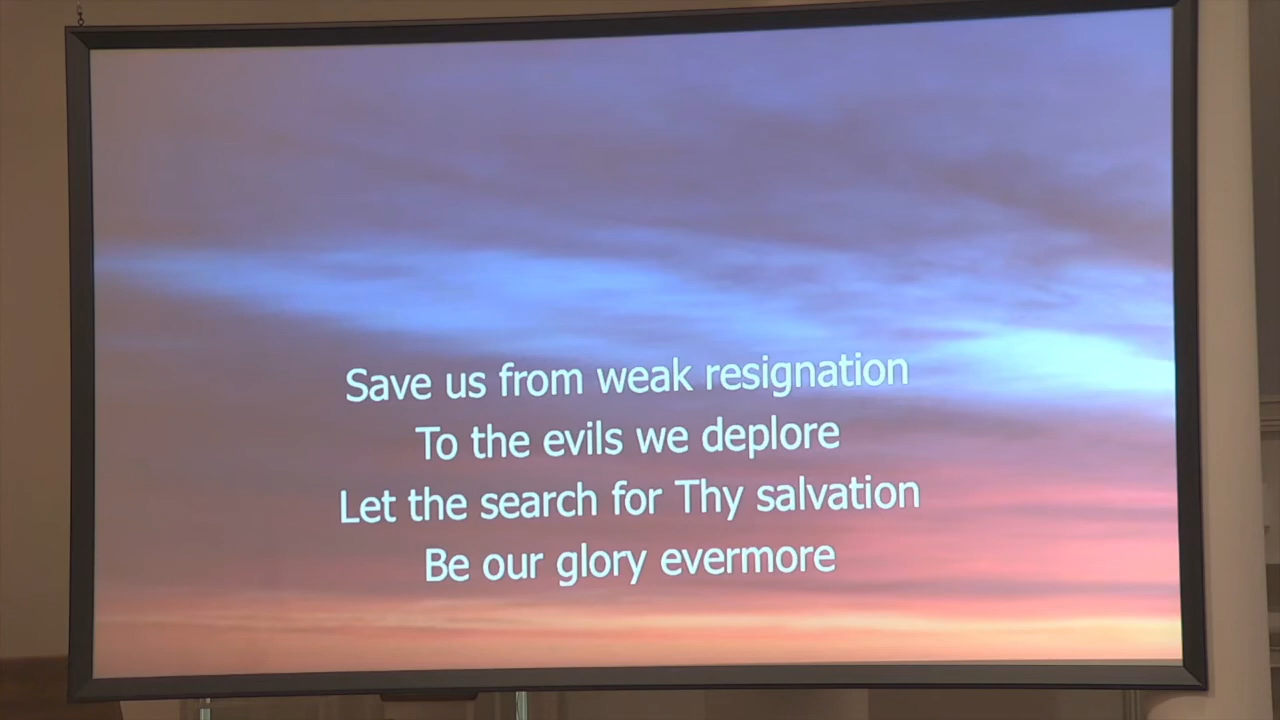 Save us from weak resignation
To the evils we deplore
Let the search for Thy salvation
Be our glory evermore